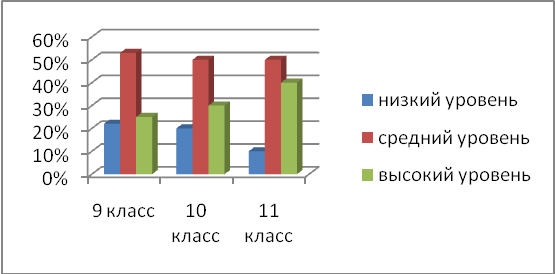 60%
50%
40%
30%
20%
10%
0%
9 класс
10
класс
11
класс
низкий уровень
средний уровень
высокий уровень